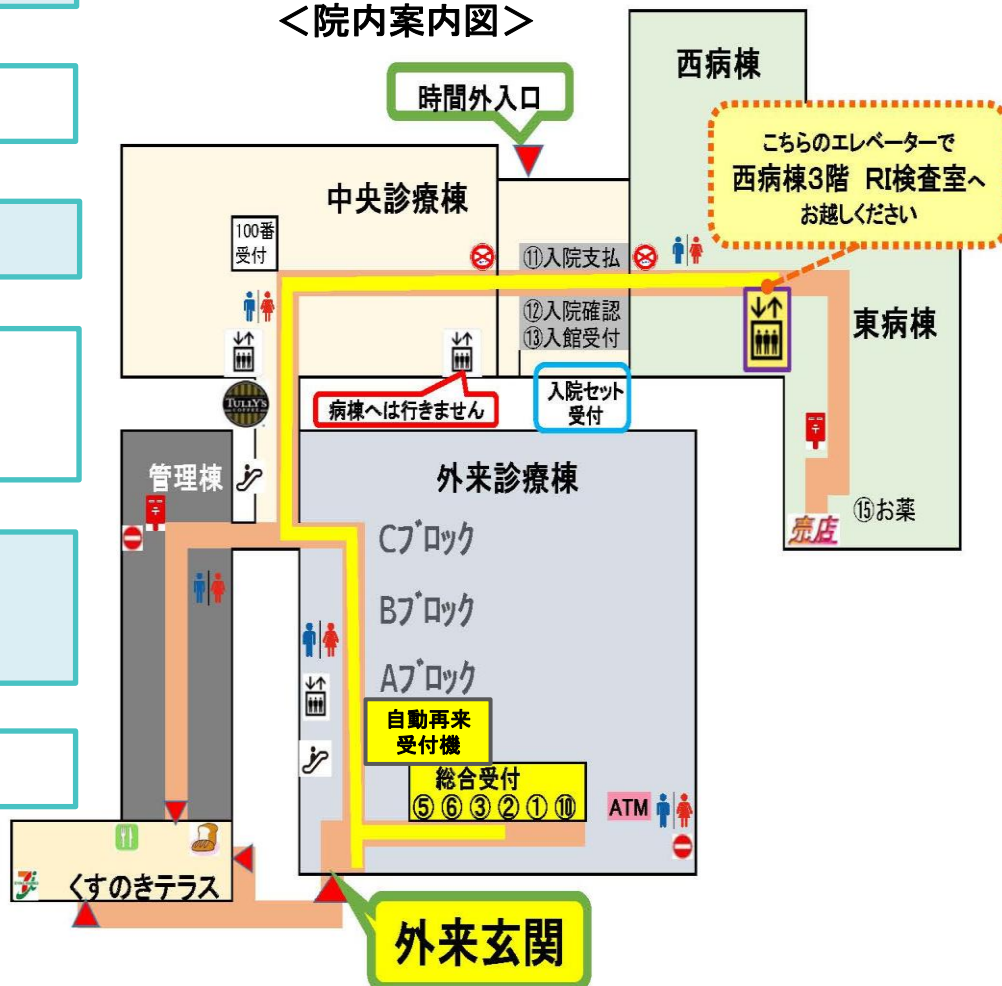 ＜院内案内図＞
西病棟
時間外入口
こちらのエレベーターで
西病棟3階 RI検査室へ
お越しください
中央診療棟
100番
受付
⑪入院支払
⑫入院確認
⑬入館受付
東病棟
TULLY'S
COFFEE
病棟へは行きません
入院セット
受付
管理棟
外来診療棟
⑮お薬
売店
Cブロック
Bブロック
Aブロック
自動再来
受付機
総合受付
⑤⑥③②①⑩
ATM
くすのきテラス
外来玄関